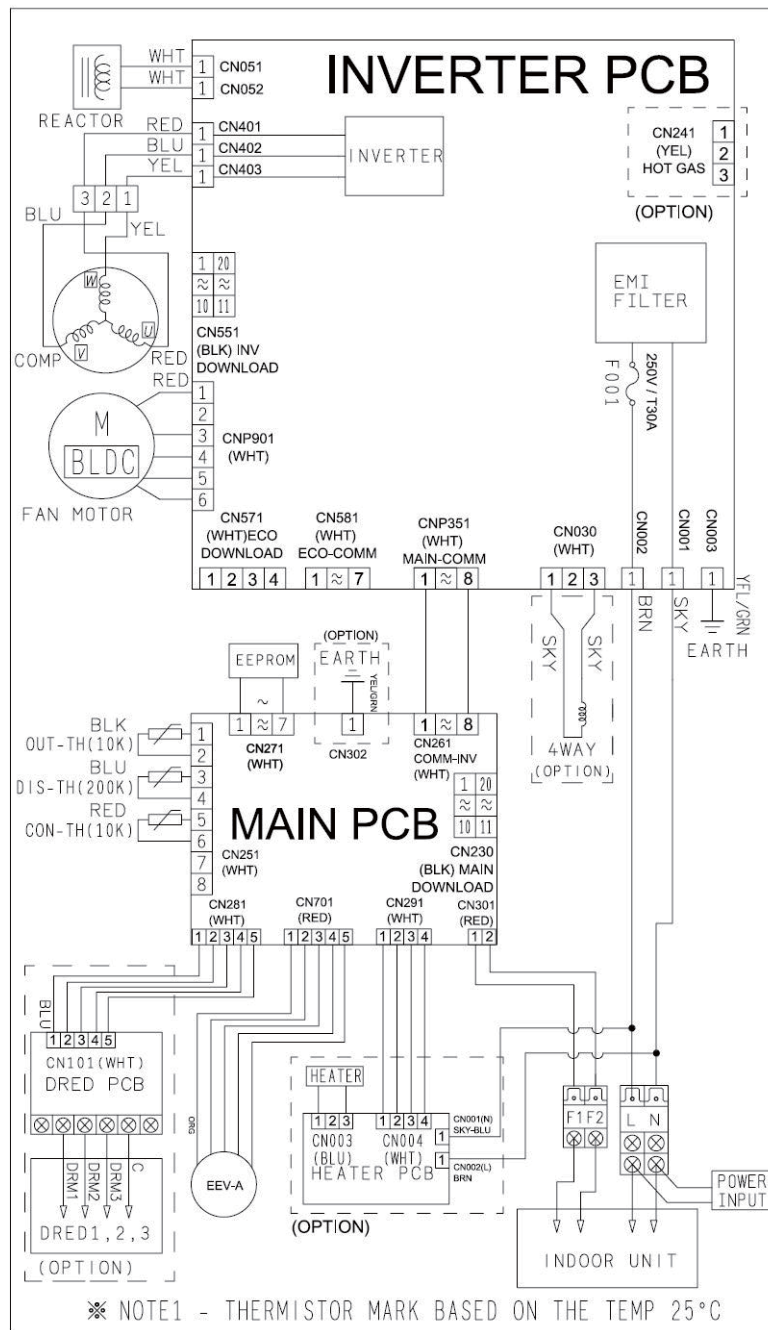 INVERTER PCB
WHT
WHT
1 CN051
1 CN052
REACTOR
RED
BLU
YEL
1 CN401
1 CN402
1 CN403
INVERTER
CN241
(YEL)
HOT GAS
1
2
3
(OPTION)
3 2 1
BLU
YEL
W
V
U
COMP
RED
1 20
≈ ≈
10 11
CN551
(BLK) INV
DOWNLOAD
EMI
FILTER
F001
250V / T30A
RED
M
BLDC
FAN MOTOR
1
2
3
4
5
6
CNP901
(WHT)
CN571
(WHT)ECO
DOWNLOAD
1 2 3 4
CN581
(WHT)
ECO-COMM
1 ≈ 7
CNP351
(WHT)
MAIN-COMM
1 ≈ 8
CN030
(WHT)
1 2 3
CN002
1
CN001
1
CN003
1
BRN
SKY
YEL/GRN
EARTH
SKY
SKY
4WAY
(OPTION)
EEPROM
~
(OPTION)
EARTH
YEL/GRN
1
CN302
1 ≈ 7
CN271
(WHT)
1 ≈ 8
CN261
COMM-INV
(WHT)
BLK
OUT-TH(10K)
BLU
DIS-TH(200K)
RED
CON-TH(10K)
1
2
3
4
5
6
7
8
CN251
(WHT)
MAIN PCB
1 20
≈ ≈
10 11
CN230
(BLK) MAIN
DOWNLOAD
CN281
(WHT)
1 2 3 4 5
CN701
(RED)
1 2 3 4 5
CN291
(WHT)
1 2 3 4
CN301
(RED)
1 2
BLU
1 2 3 4 5
CN101(WHT)
DRED PCB
DRM1
DRM2
DRM3
C
DRED1,2,3
(OPTION)
ORG
EEV-A
HEATER
1 2 3
CN003
(BLU)
1 2 3 4
CN004
(WHT)
HEATER PCB
1
CN001(N)
SKY-BLU
1
CN002(L)
BRN
(OPTION)
F1 F2
L N
POWER
INPUT
INDOOR UNIT
※ NOTE1 - THERMISTOR MARK BASED ON THE TEMP 25°C